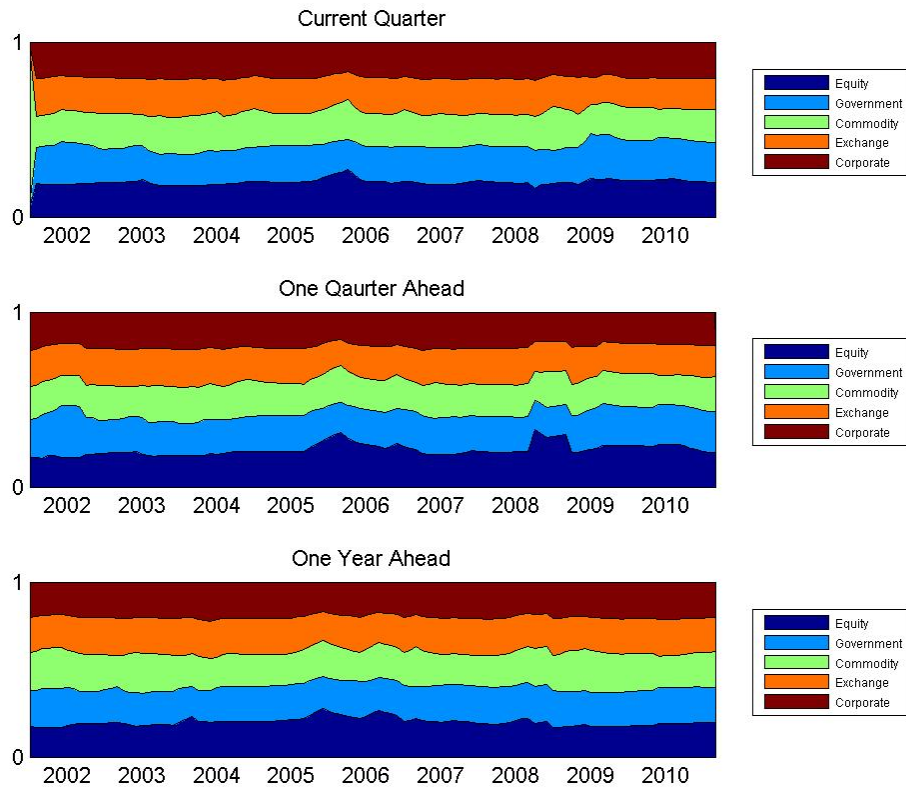 Current Quarter
1
0
2002 2003 2004 2005 2006 2007 2008 2009 2010
Equity
Government
Commodity
Exchange
Corporate
One Qaurter Ahead
1
0
2002 2003 2004 2005 2006 2007 2008 2009 2010
Equity
Government
Commodity
Exchange
Corporate
One Year Ahead
1
0
2002 2003 2004 2005 2006 2007 2008 2009 2010
Equity
Government
Commodity
Exchange
Corporate